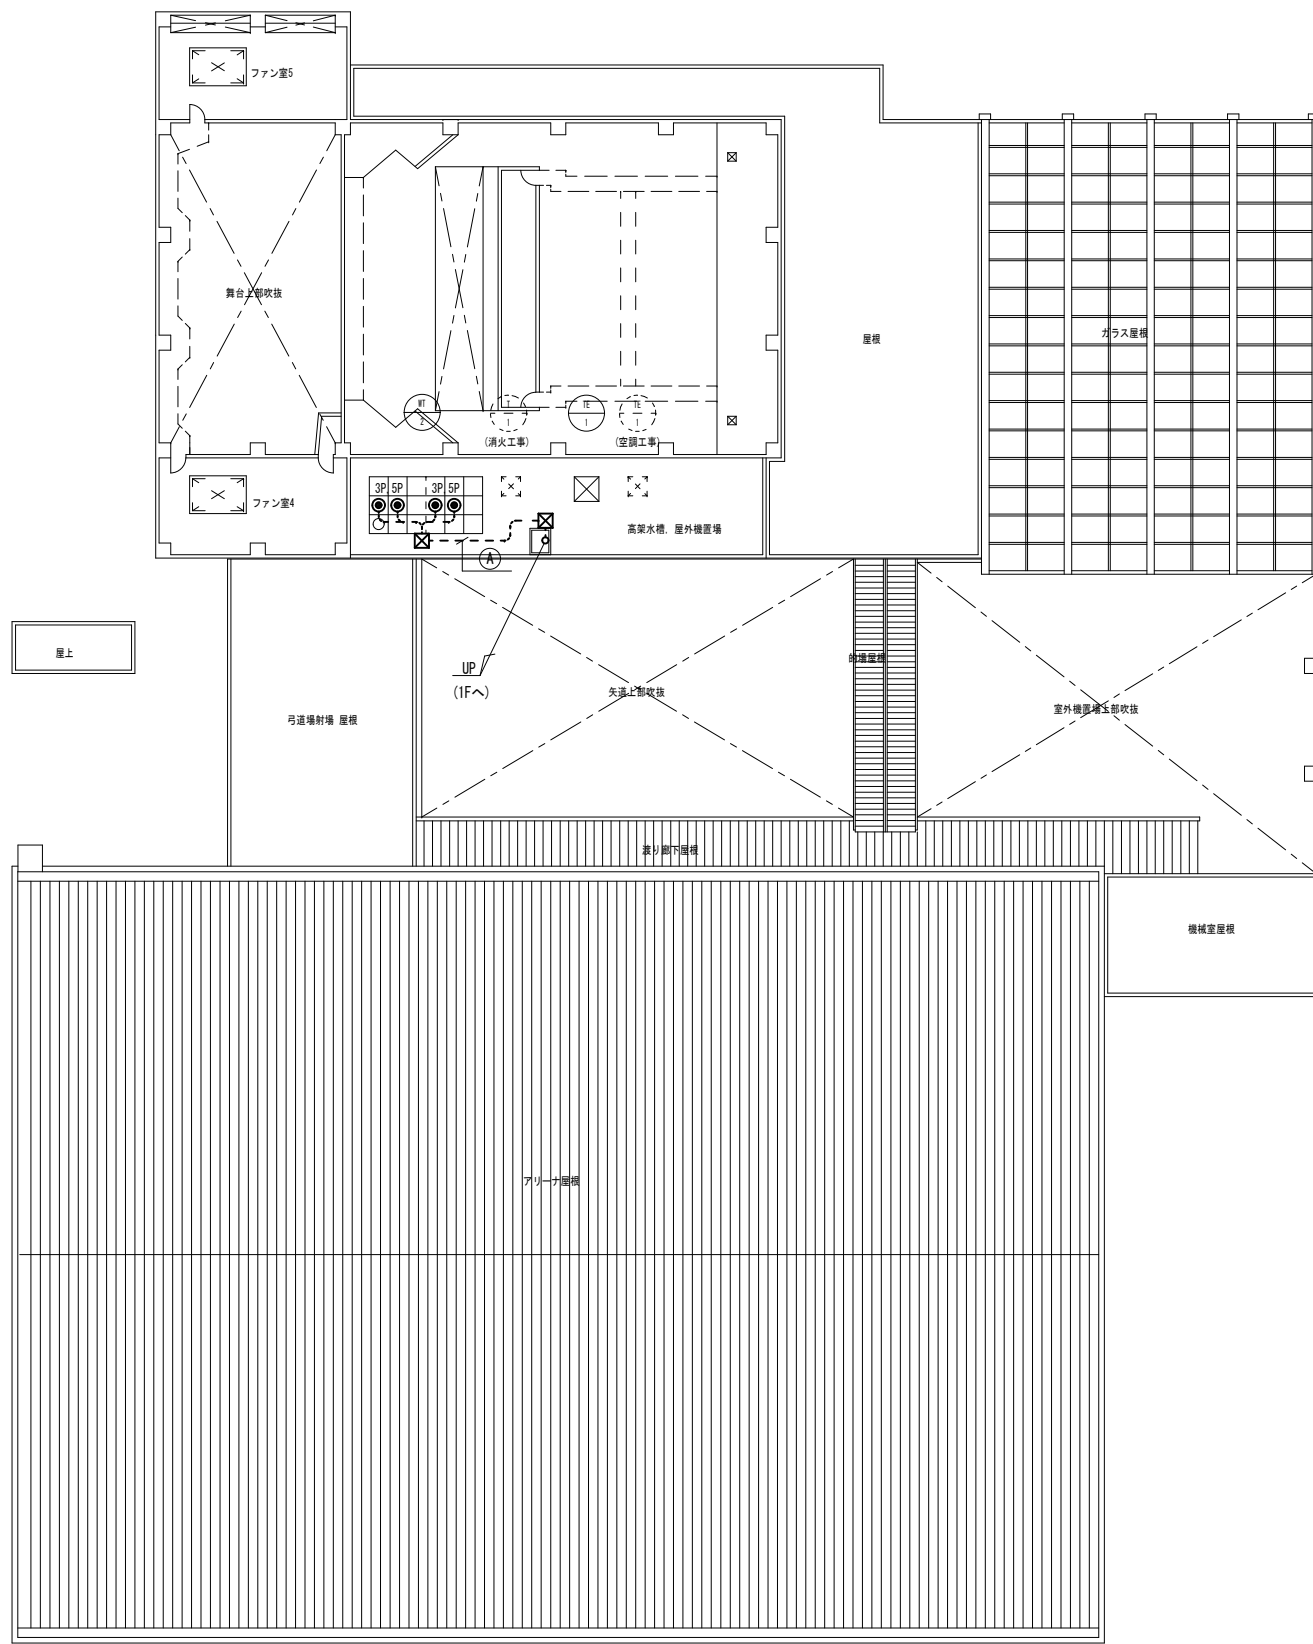 ファン室5
舞台上部吹抜
屋根
ガラス屋根
WT
2
T
1
TE
1
TE
1
(消火工事)
(空調工事)
ファン室4
3P
5P
3P
5P
高架水槽, 屋外機置場
A
屋上
UP
(1Fへ)
弓道場射場 屋根
矢道上部吹抜
的場屋根
室外機置場上部吹抜
渡り廊下屋根
機械室屋根
アリーナ屋根